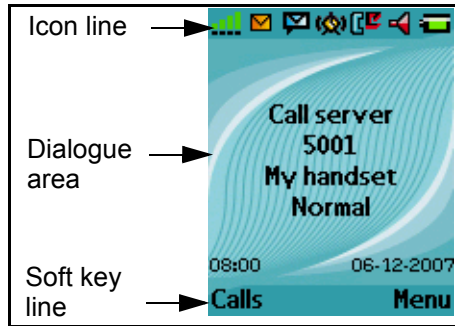 Icon line
Call server
5001
My handset
Normal
Dialogue
area
08:00 06-12-2007
Soft key
line
Calls Menu